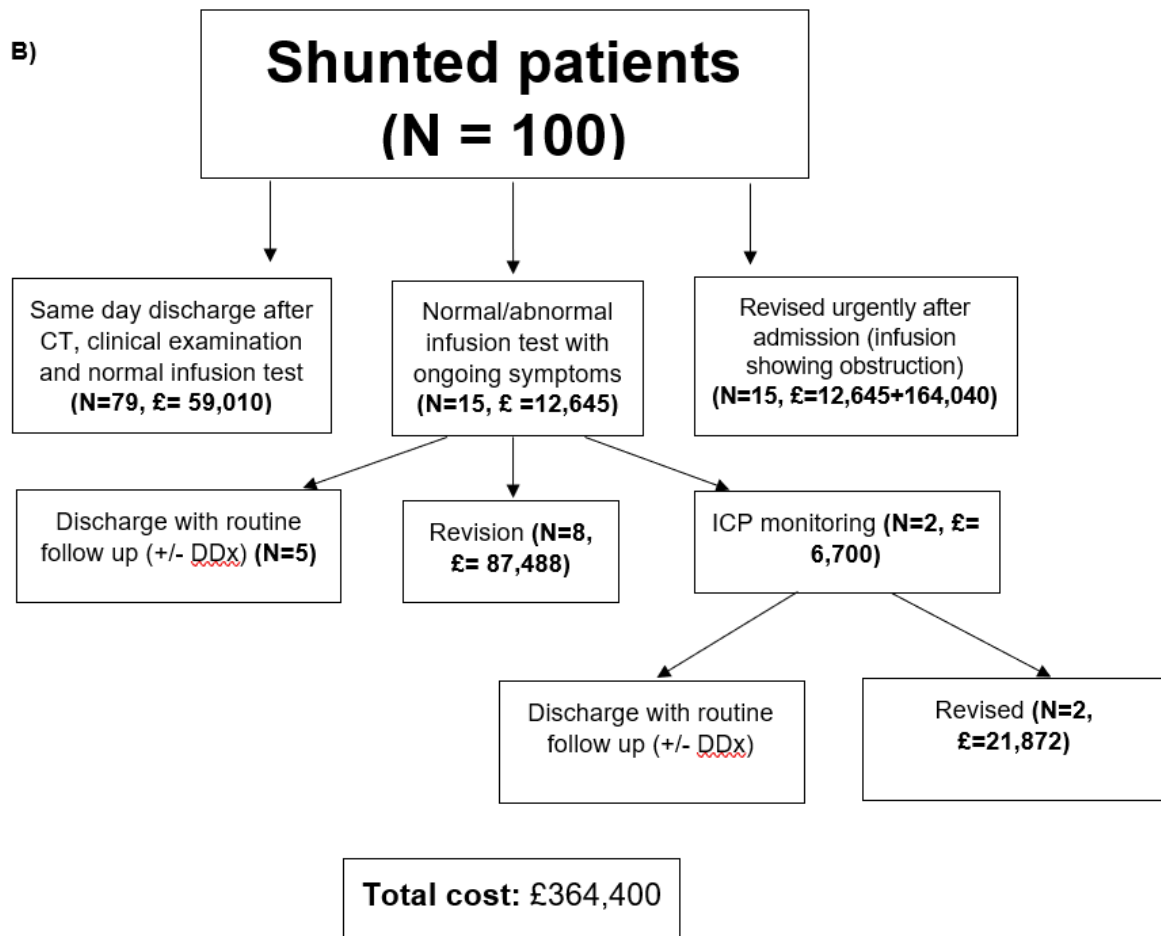 B)
Shunted patients
(N = 100)
Same day discharge after
CT, clinical examination
and normal infusion test
(N=79, £= 59,010)
Normal/abnormal
infusion test with
ongoing symptoms
(N=15, £ =12,645)
Revised urgently after
admission (infusion
showing obstruction)
(N=15, £=12,645+164,040)
Discharge with routine
follow up (+/- DDx) (N=5)
Revision (N=8,
£= 87,488)
ICP monitoring (N=2, £=
6,700)
Discharge with routine
follow up (+/- DDx)
Revised (N=2,
£=21,872)
Total cost: £364,400